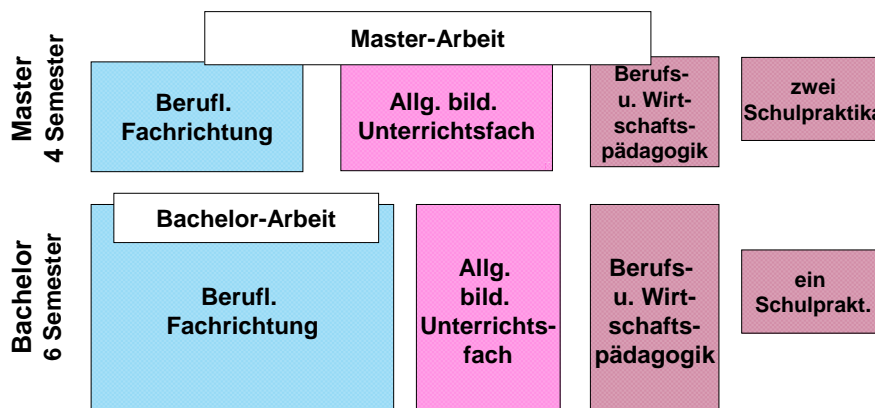 Master
4 Semester
Master-Arbeit
Berufl.
Fachrichtung
Allg. bild.
Unterrichtsfach
Berufs-
u. Wirt-
schafts-
pädagogik
zwei
Schulpraktika
Bachelor
6 Semester
Bachelor-Arbeit
Berufl.
Fachrichtung
Allg.
bild.
Unterrichts-
fach
Berufs-
u. Wirt-
schafts-
pädagogik
ein
Schulprakt.